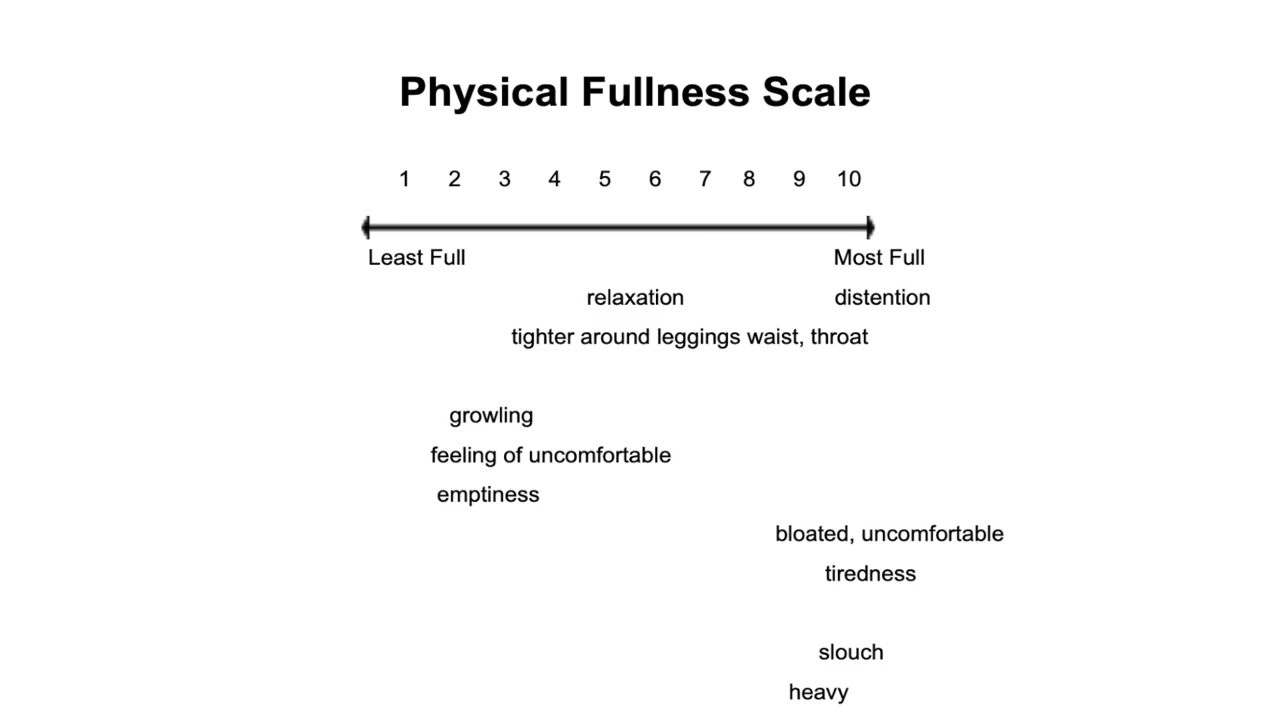 Physical Fullness Scale
1 2 3 4 5 6 7 8 9 10
Least Full Most Full
relaxation distention
tighter around leggings waist, throat
growling
feeling of uncomfortable
emptiness
bloated, uncomfortable
tiredness
slouch
heavy